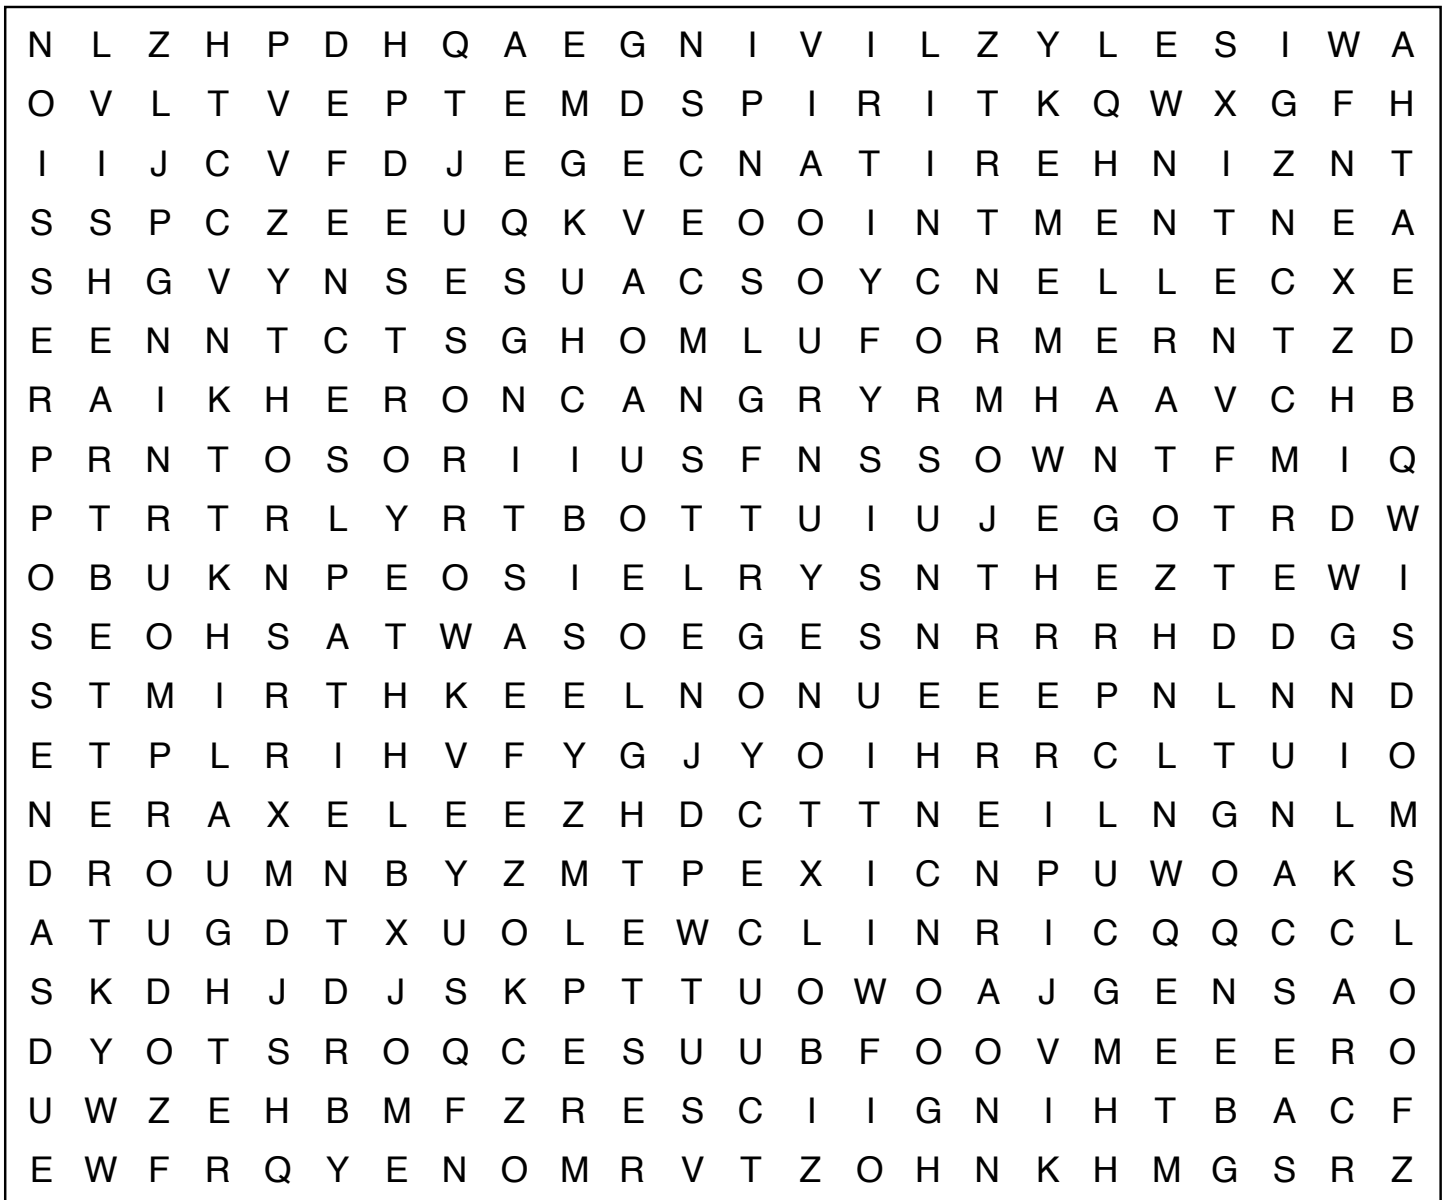 N L Z H P D H Q A E G N I V I L Z Y L E S I W A
O V L T V E P T E M D S P I R I T K Q W X G F H
I I J C V F D J E G E C N A T I R E H N I Z N T
S S P C Z E E U Q K V E O O I N T M E N T N E A
S H G V Y N S E S U A C S O Y C N E L L E C X E
E E N N T C T S G H O M L U F O R M E R N T Z D
R A I K H E R O N C A N G R Y R M H A A V C H B
P R N T O S O R I I U S F N S S O W N T F M I Q
P T R T R L Y R T B O T T U I U J E G O T R D W
O B U K N P E O S I E L R Y S N T H E Z T E W I
S E O H S A T W A S O E G E S N R R R H D D G S
S T M I R T H K E E L N O N U E E E P N L N N D
E T P L R I H V F Y G J Y O I H R R C L T U I O
N E R A X E L E E Z H D C T T N E I L N G N L M
D R O U M N B Y Z M T P E X I C N P U W O A K S
A T U G D T X U O L E W C L I N R I C Q Q C C L
S K D H J D J S K P T T U O W O A J G E N S A O
D Y O T S R O Q C E S U U B F O O V M E E E R O
U W Z E H B M F Z R E S C I I G N I H T B A C F
E W F R Q Y E N O M R V T Z O H N K H M G S R Z